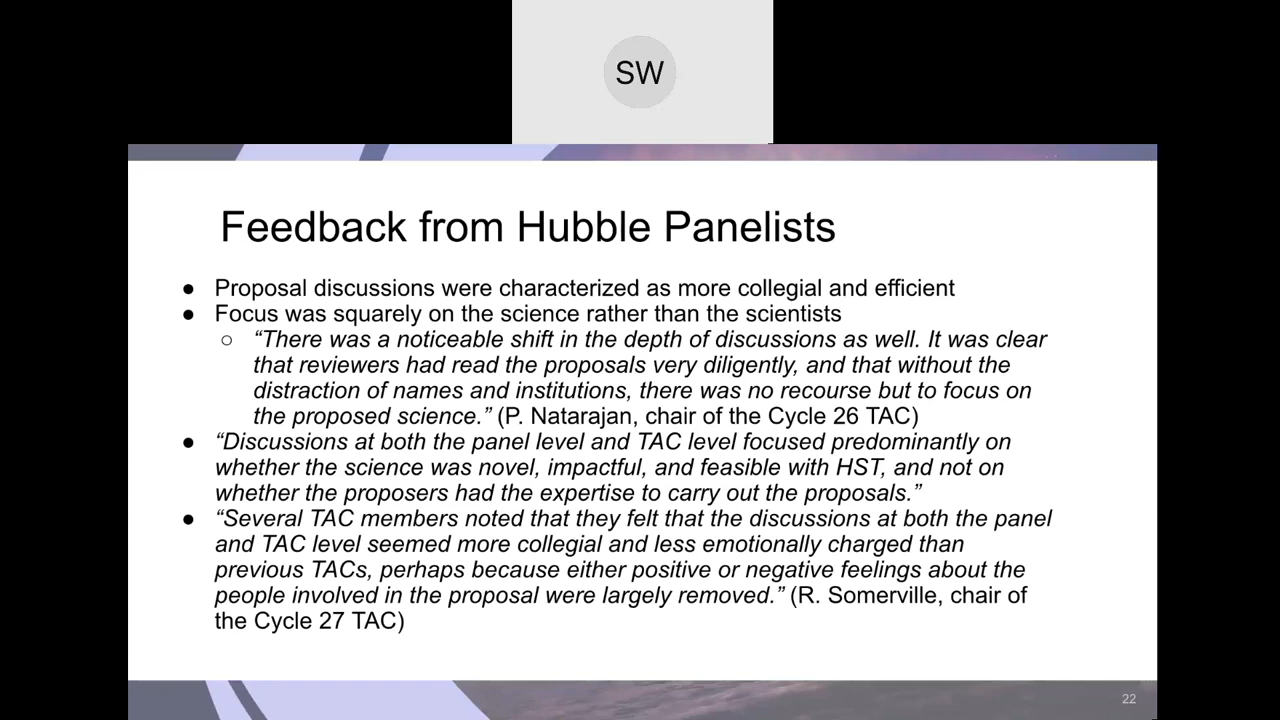 SW
Feedback from Hubble Panelists
● Proposal discussions were characterized as more collegial and efficient
● Focus was squarely on the science rather than the scientists
○ “There was a noticeable shift in the depth of discussions as well. It was clear
that reviewers had read the proposals very diligently, and that without the
distraction of names and institutions, there was no recourse but to focus on
the proposed science.” (P. Natarajan, chair of the Cycle 26 TAC)
● “Discussions at both the panel level and TAC level focused predominantly on
whether the science was novel, impactful, and feasible with HST, and not on
whether the proposers had the expertise to carry out the proposals.”
● “Several TAC members noted that they felt that the discussions at both the panel
and TAC level seemed more collegial and less emotionally charged than
previous TACs, perhaps because either positive or negative feelings about the
people involved in the proposal were largely removed.” (R. Somerville, chair of
the Cycle 27 TAC)
22